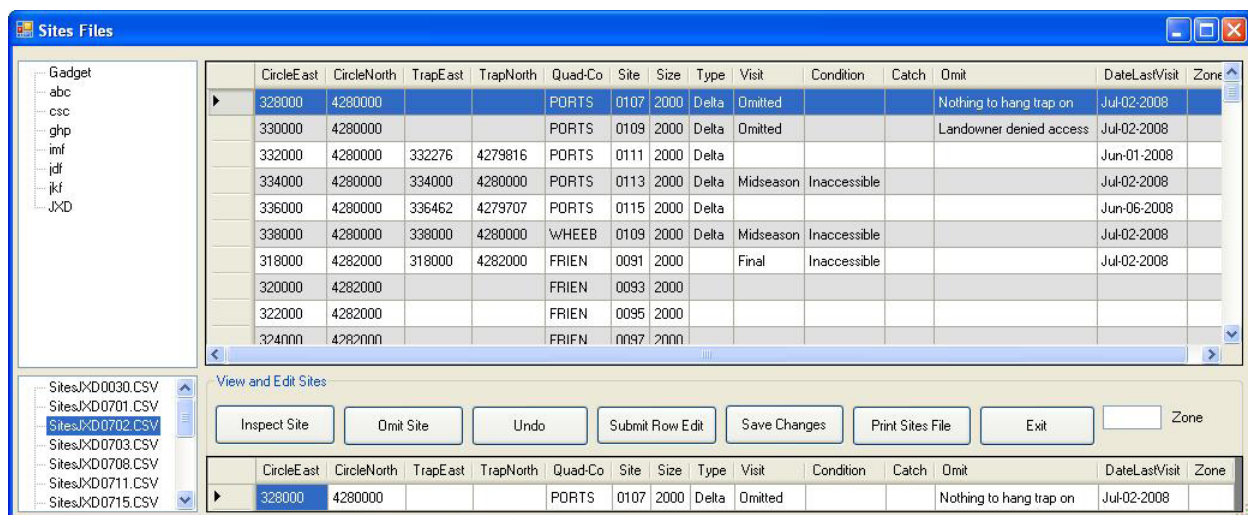 Sites Files
Gadget
abc
csc
ghp
imf
jdf
jkf
JXD
CircleEast CircleNorth TrapEast TrapNorth Quad-Co Site Size Type Visit Condition Catch Omit DateLastVisit Zone
328000 4280000 PORTS 0107 2000 Delta Omitted Nothing to hang trap on Jul-02-2008
330000 4280000 PORTS 0109 2000 Delta Omitted Landowner denied access Jul-02-2008
332000 4280000 332276 4279816 PORTS 0111 2000 Delta Jun-01-2008
334000 4280000 334000 4280000 PORTS 0113 2000 Delta Midseason Inaccessible Jul-02-2008
336000 4280000 336462 4279707 PORTS 0115 2000 Delta Jun-06-2008
338000 4280000 338000 4280000 WHEEB 0109 2000 Delta Midseason Inaccessible Jul-02-2008
318000 4282000 318000 4282000 FRIEN 0091 2000 Final Inaccessible Jul-02-2008
320000 4282000 FRIEN 0093 2000
322000 4282000 FRIEN 0095 2000
324000 4282000 FRIEN 0097 2000
SitesJXD0030.CSV
SitesJXD0701.CSV
SitesJXD0702.CSV
SitesJXD0703.CSV
SitesJXD0708.CSV
SitesJXD0711.CSV
SitesJXD0715.CSV
View and Edit Sites
Inspect Site Omit Site Undo Submit Row Edit Save Changes Print Sites File Exit Zone
CircleEast CircleNorth TrapEast TrapNorth Quad-Co Site Size Type Visit Condition Catch Omit DateLastVisit Zone
328000 4280000 PORTS 0107 2000 Delta Omitted Nothing to hang trap on Jul-02-2008